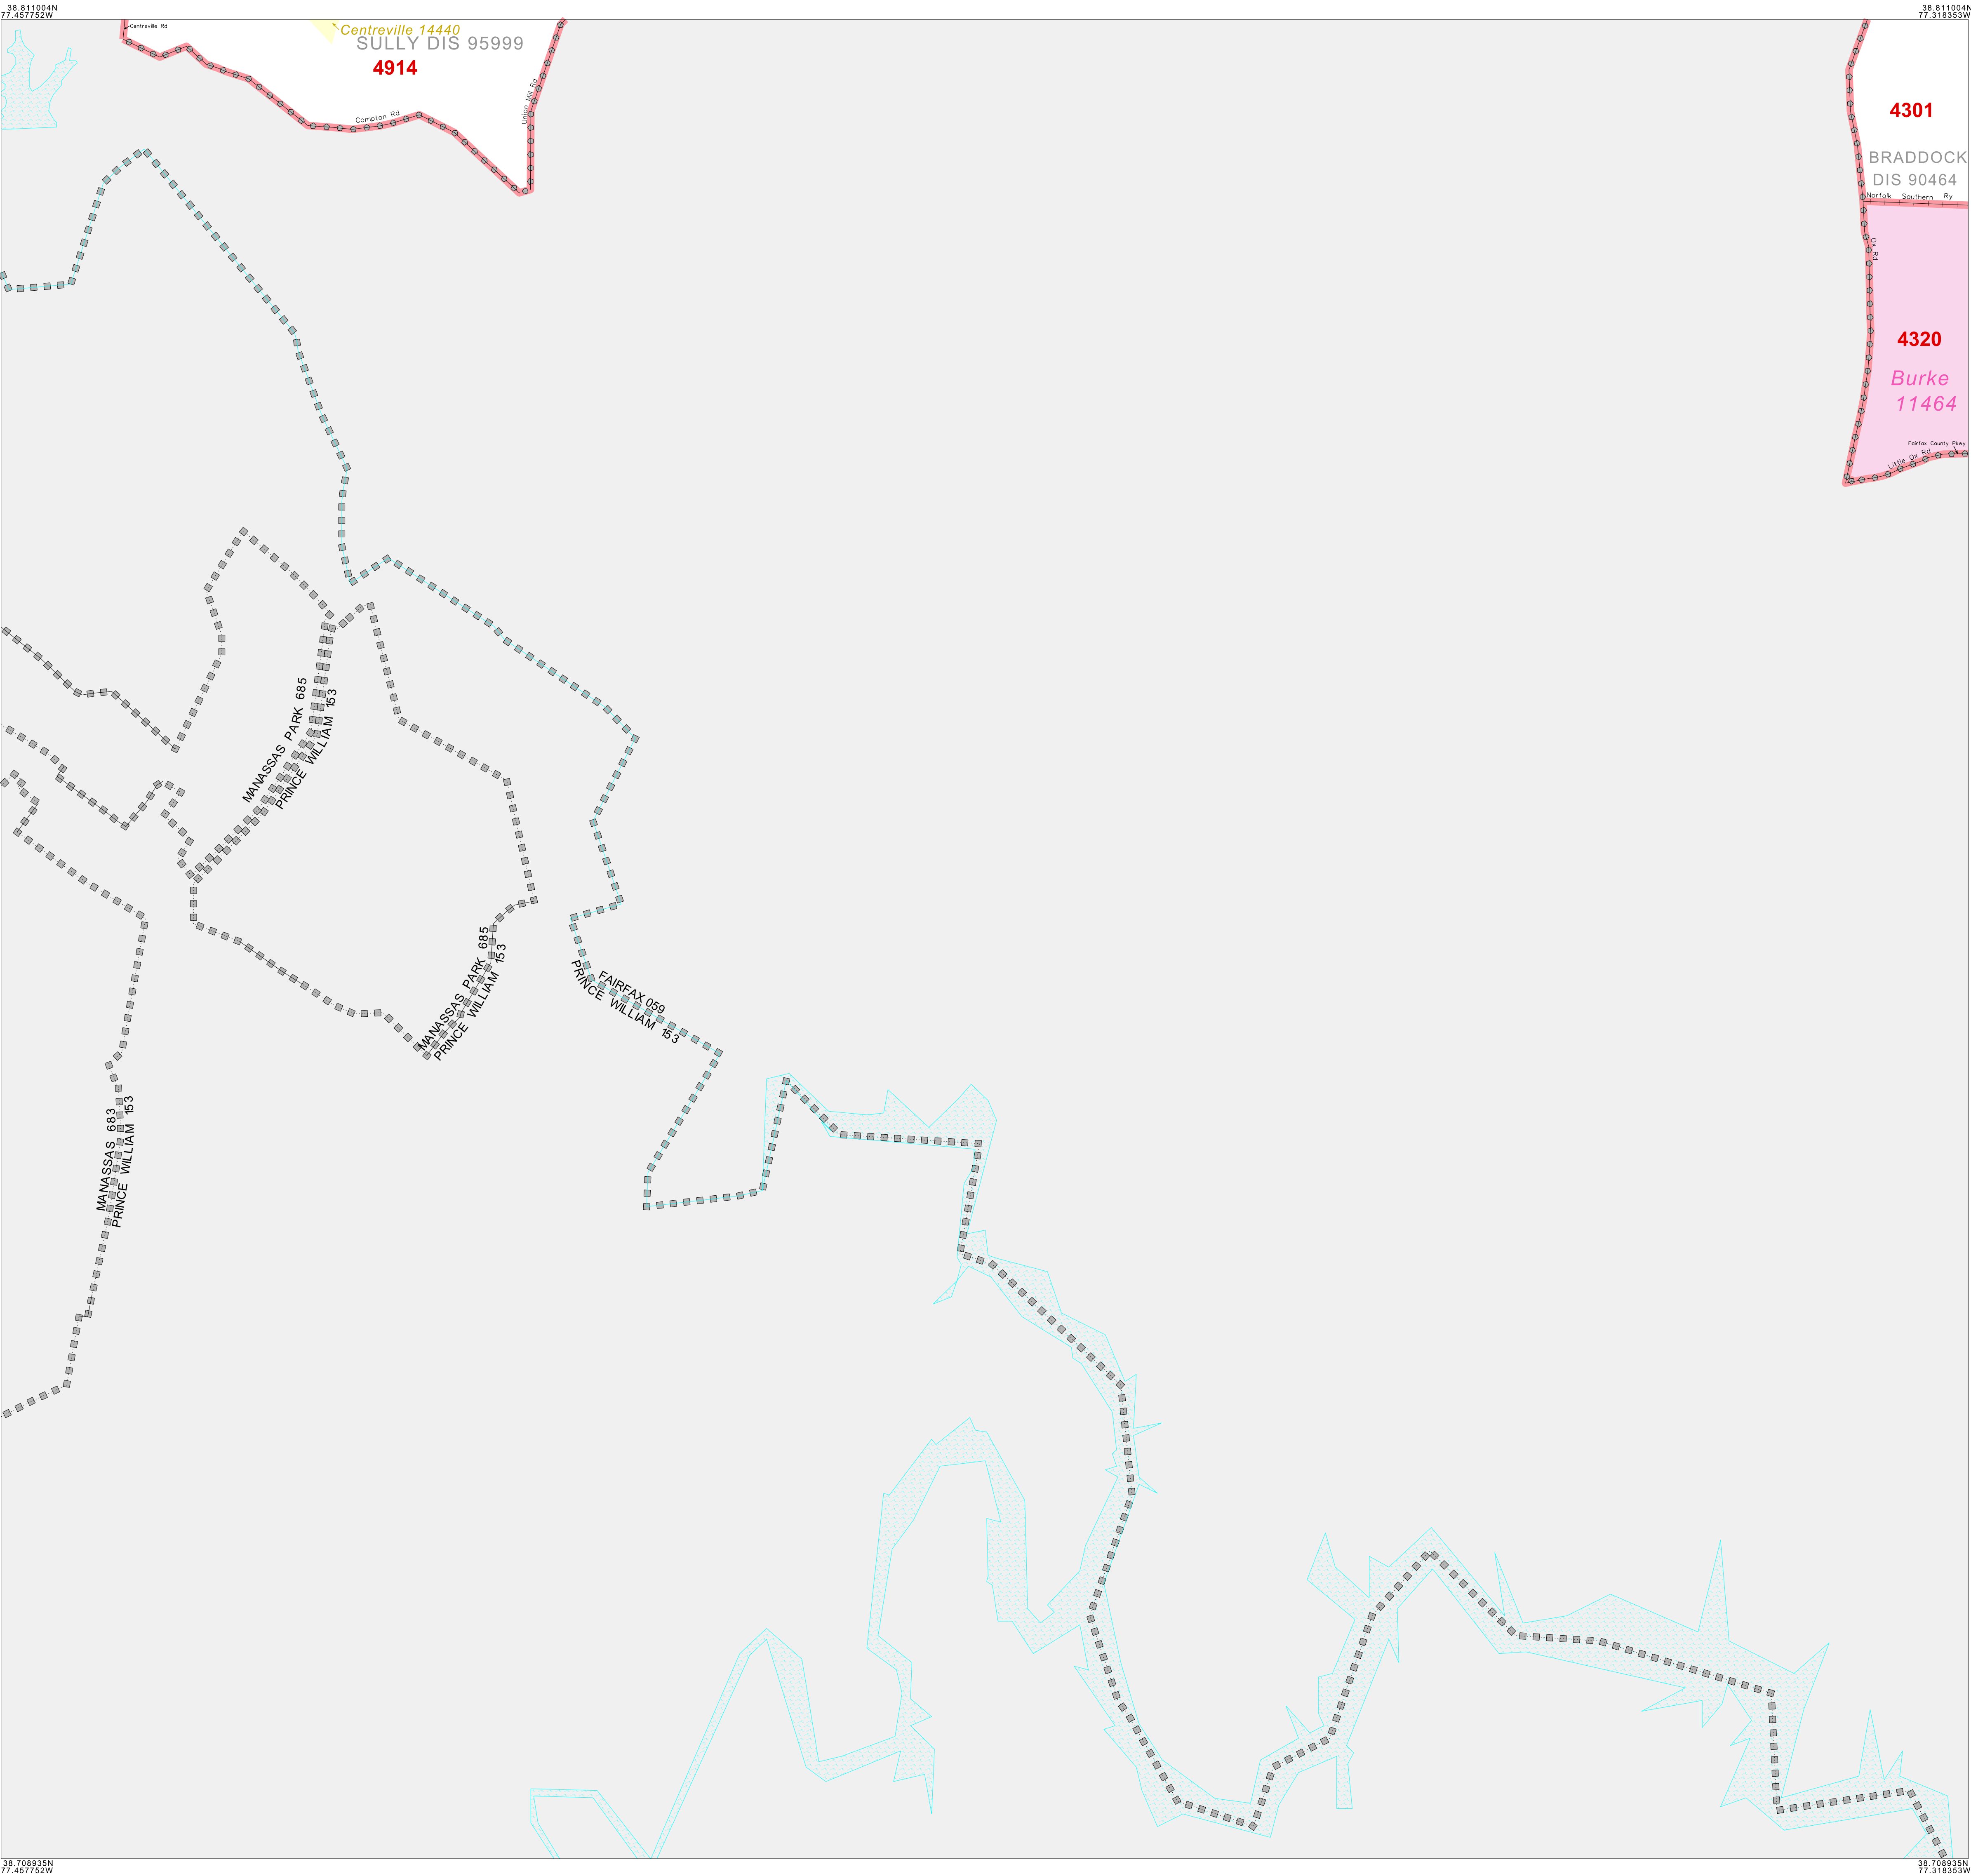 38.811004N
77.457752W
38.811004N
77.318353W
Centreville Rd
Centreville 14440
SULLY DIS 95999
4914
Compton Rd
Union Mill Rd
4301
BRADDOCK
DIS 90464
Norfolk Southern Ry
Ox Rd
4320
Burke
11464
Fairfax County Pkwy
Little Ox Rd
MANASSAS PARK 685
PRINCE WILLIAM 153
MANASSAS PARK 685
PRINCE WILLIAM 153
FAIRFAX 059
PRINCE WILLIAM 153
MANASSAS 683
PRINCE WILLIAM 153
38.708935N
77.457752W
38.708935N
77.318353W